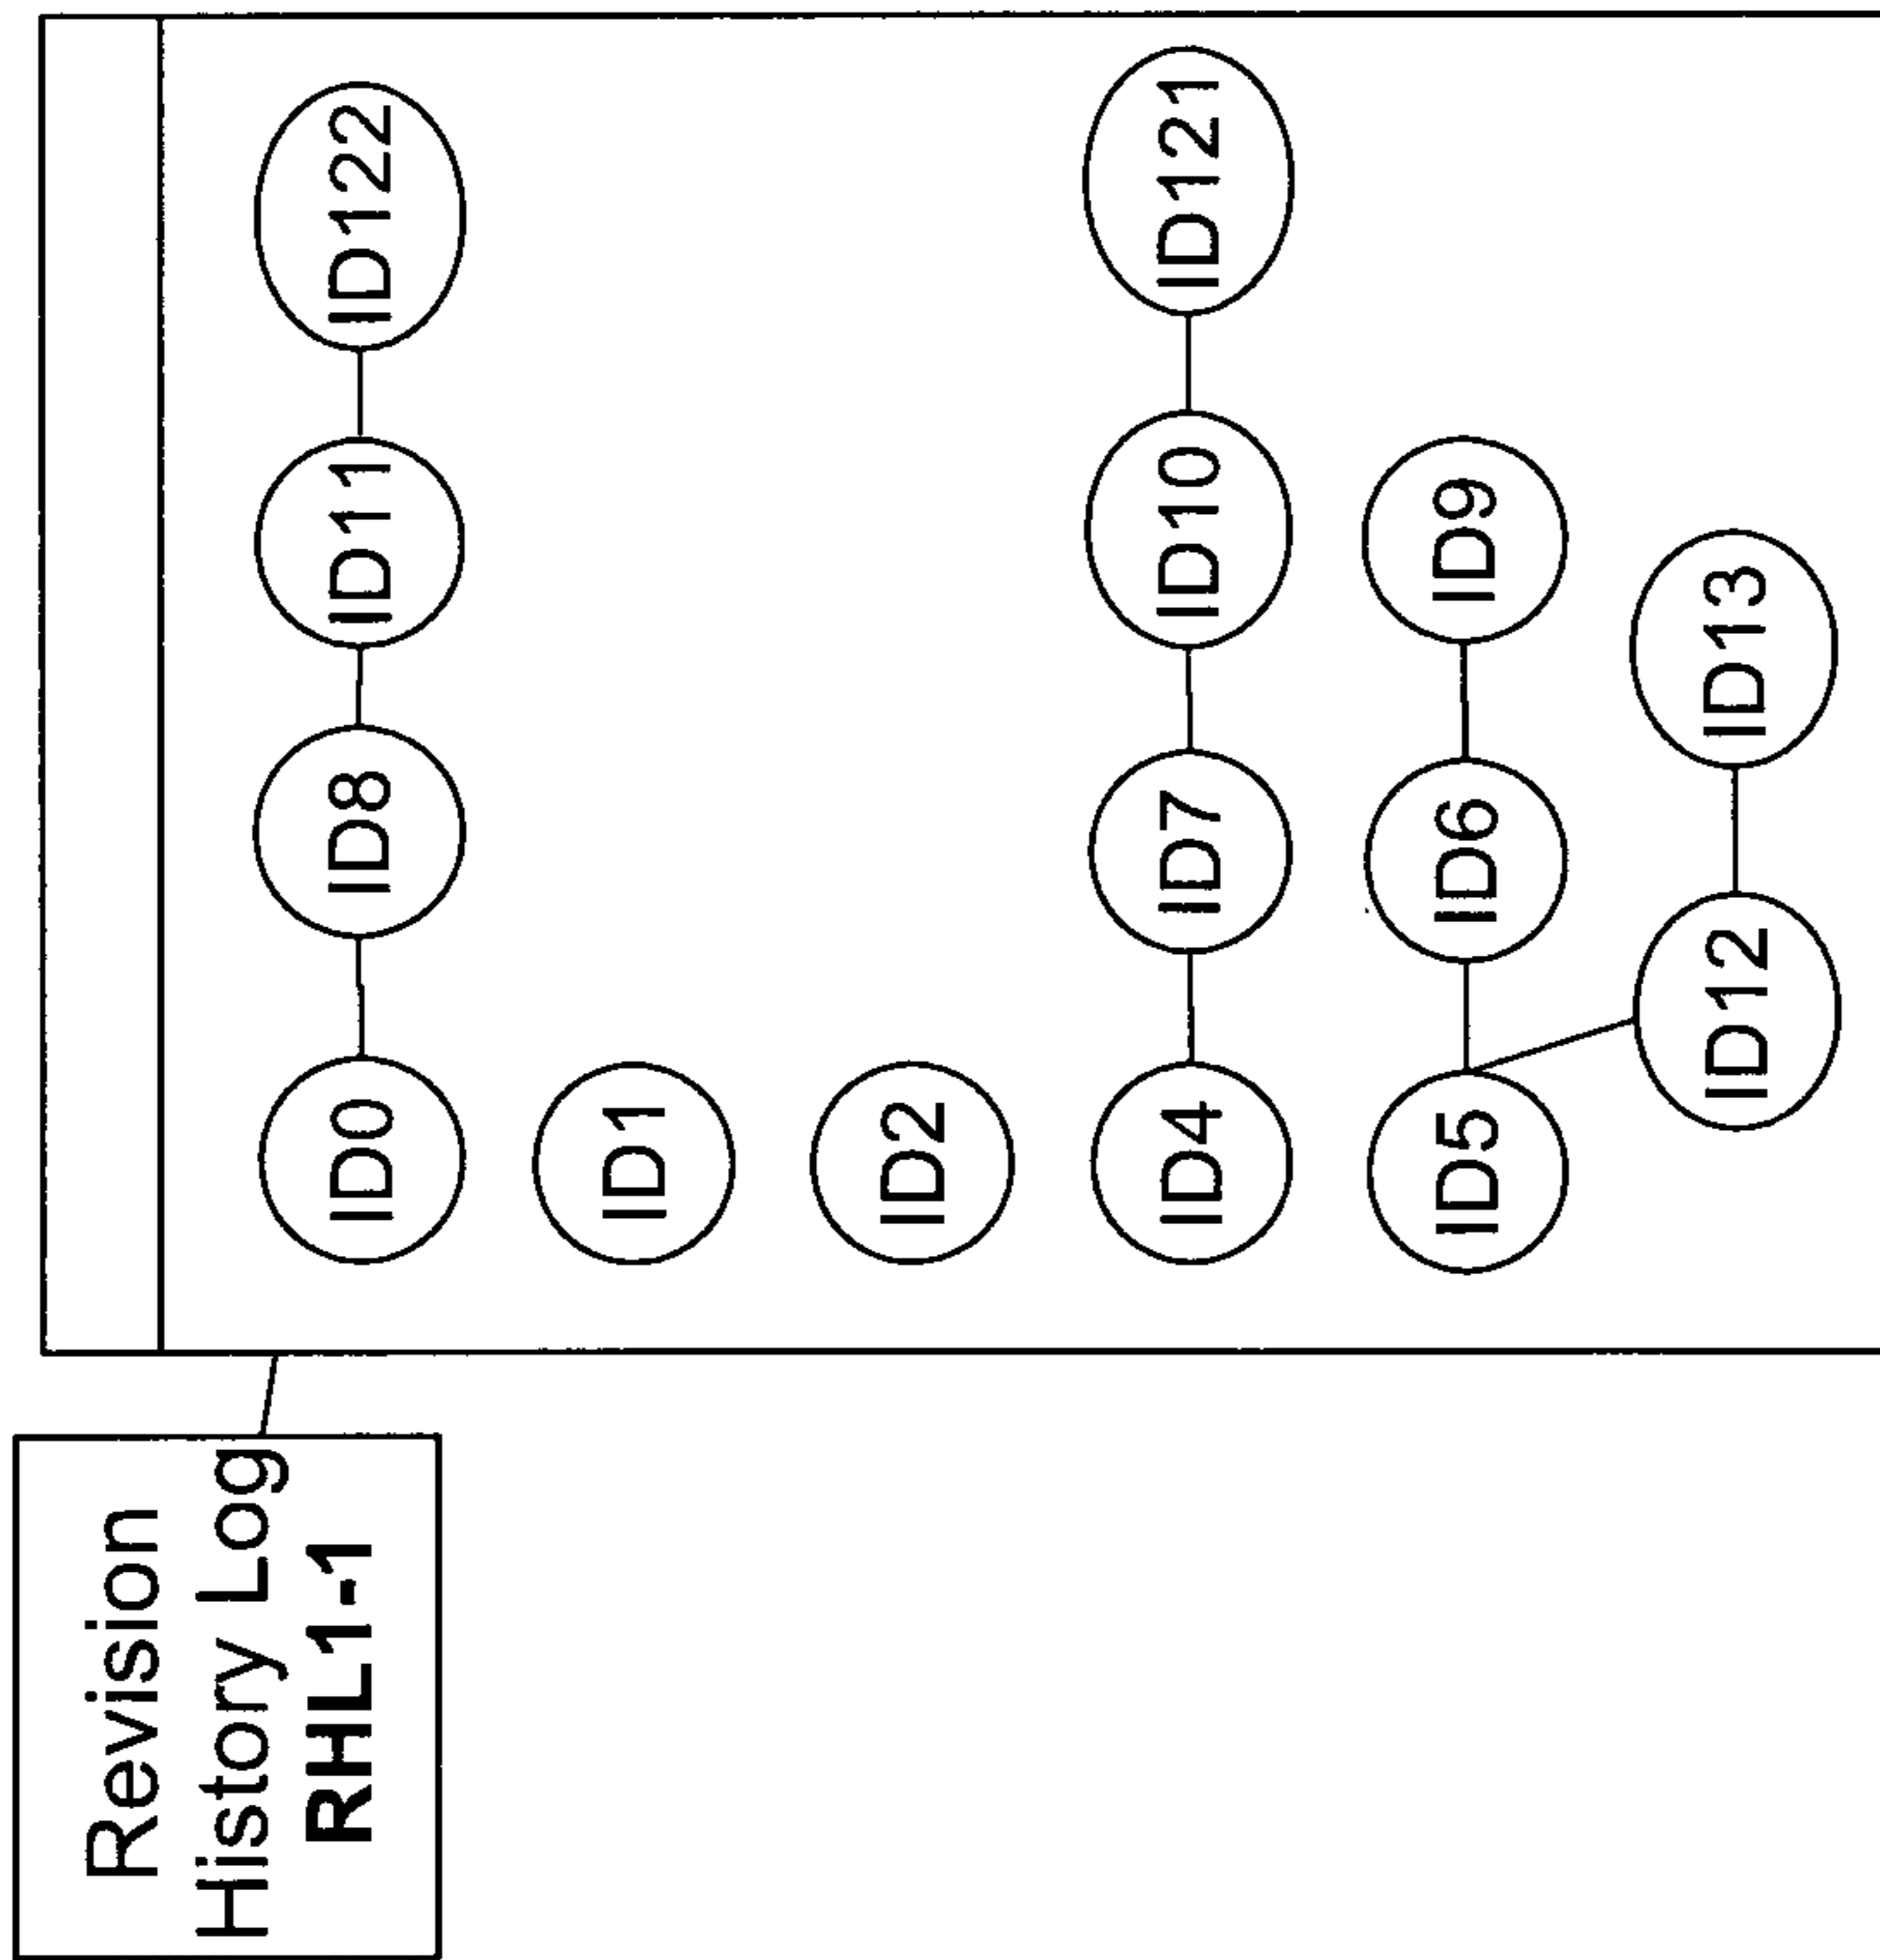 Revision
History Log
RHL1-1
ID0
ID8
ID11
ID122
ID1
ID2
ID4
ID7
ID10
ID121
ID5
ID6
ID9
ID12
ID13